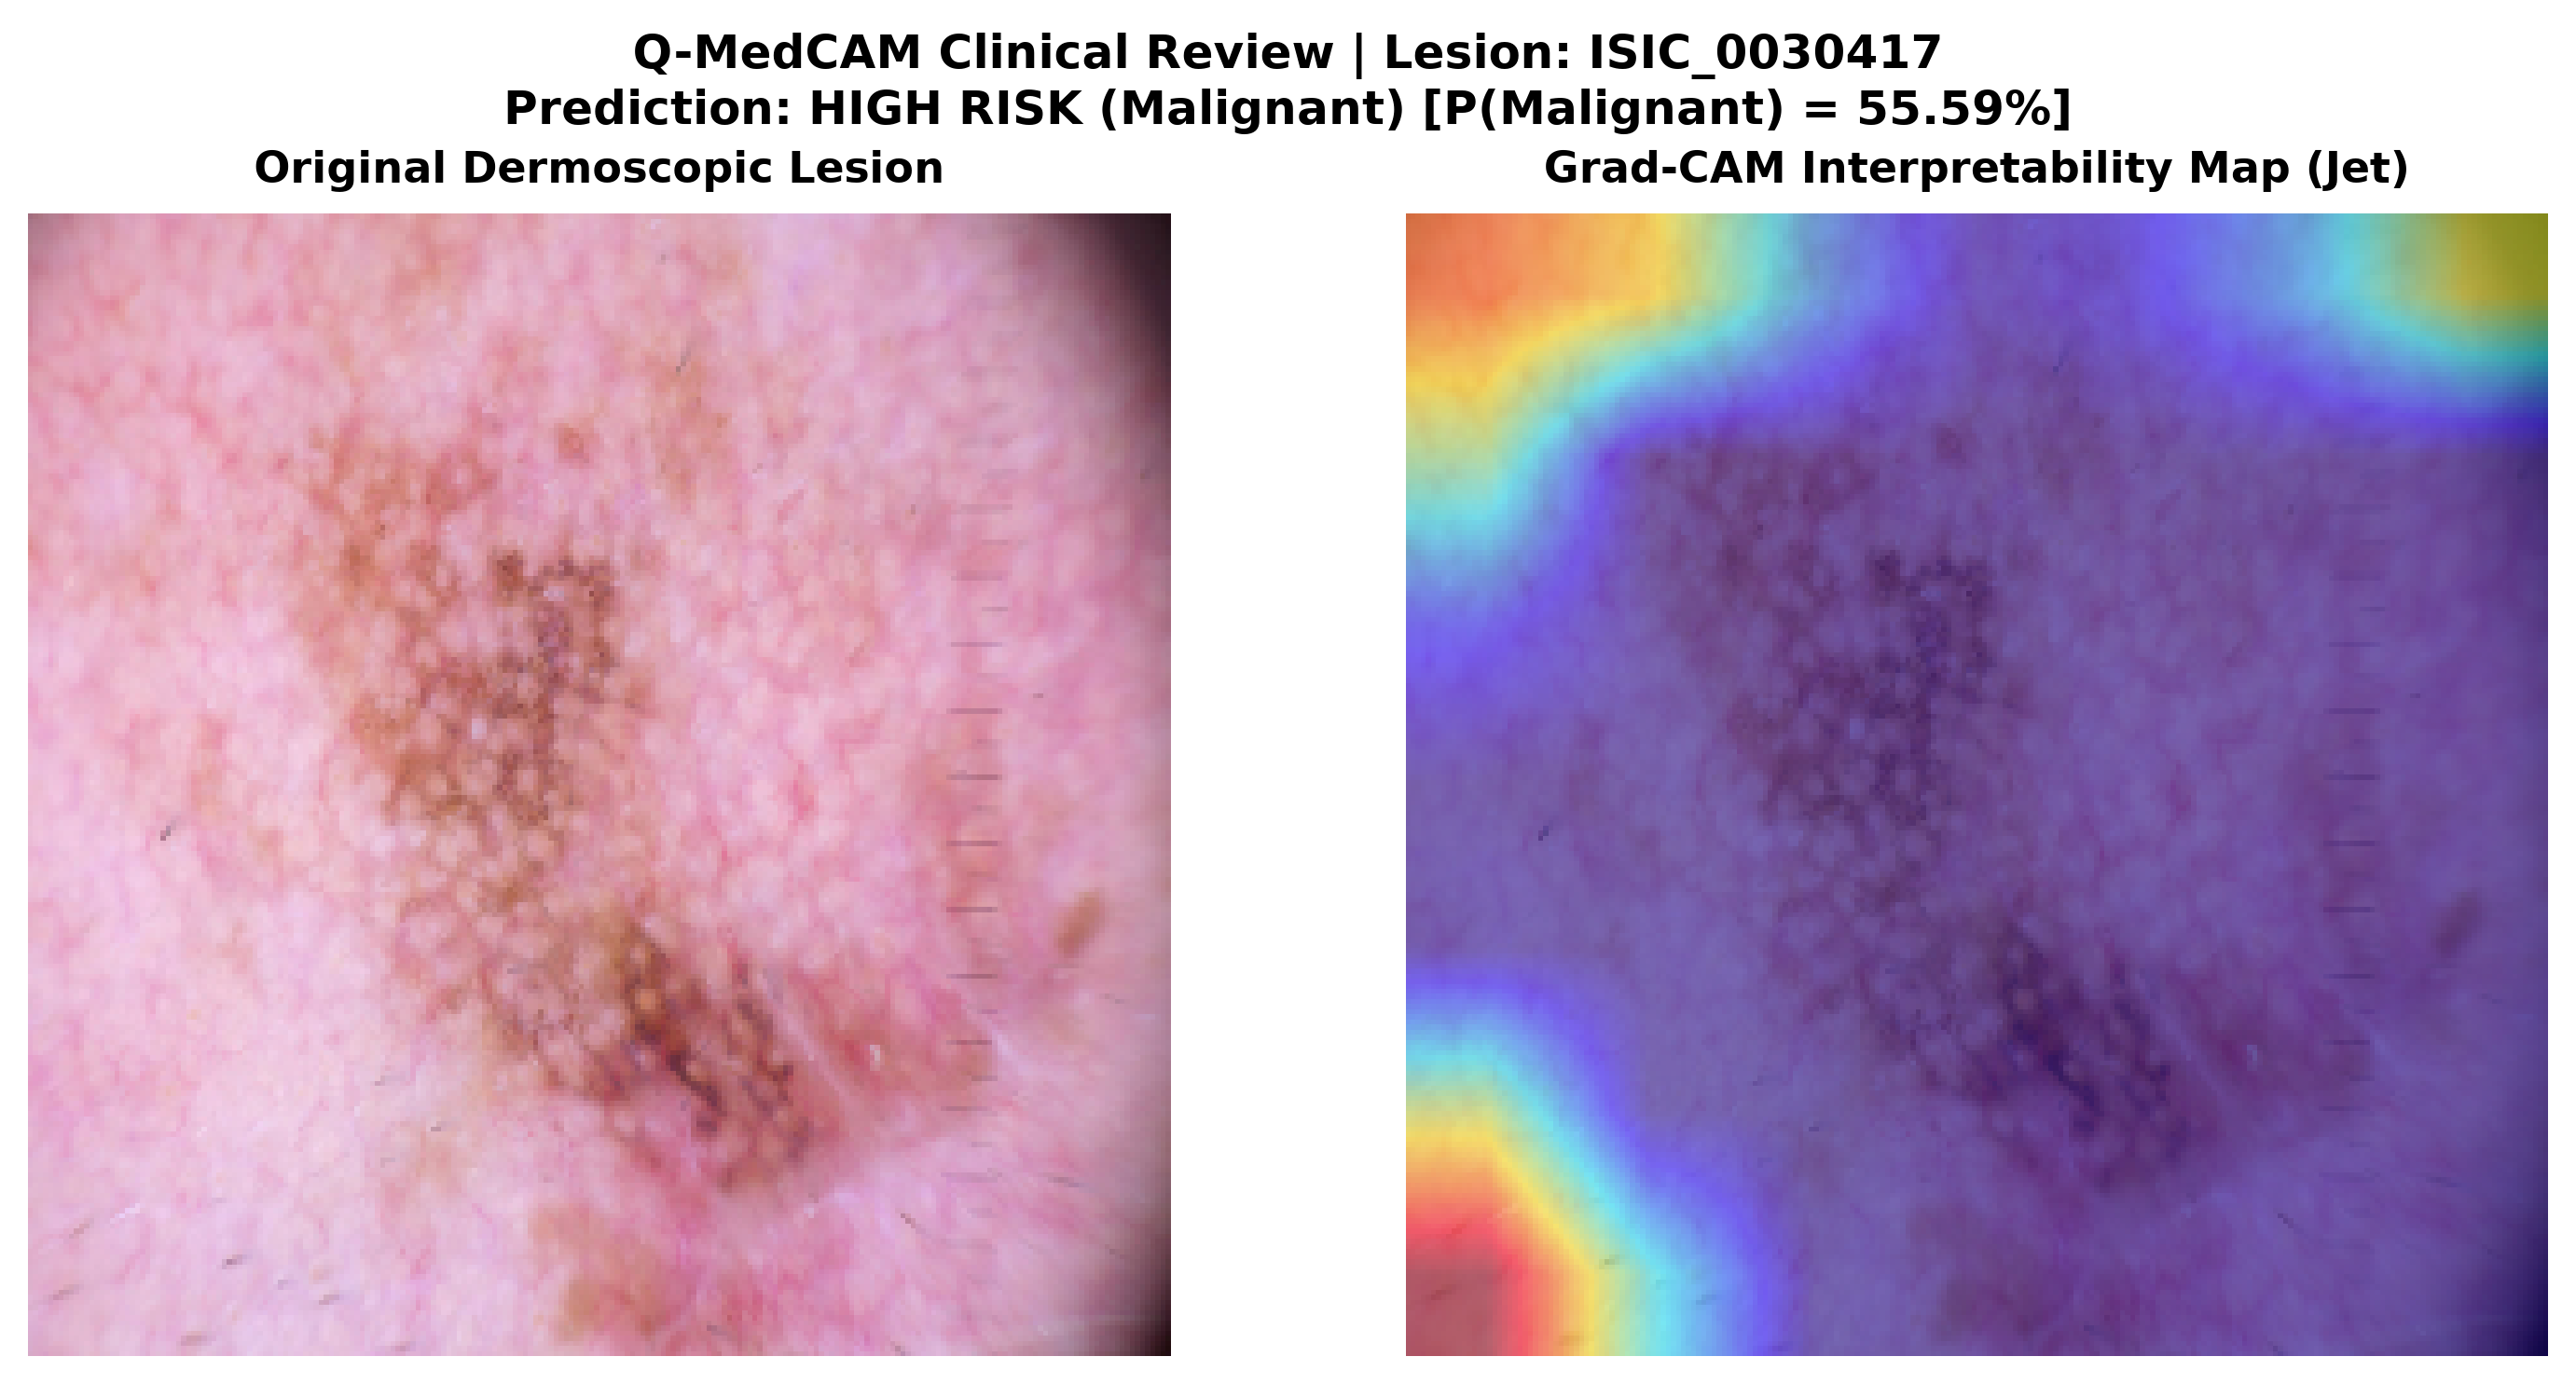 Q-MedCAM Clinical Review | Lesion: ISIC_0030417
Prediction: HIGH RISK (Malignant) [P(Malignant) = 55.59%]
Original Dermoscopic Lesion
Grad-CAM Interpretability Map (Jet)